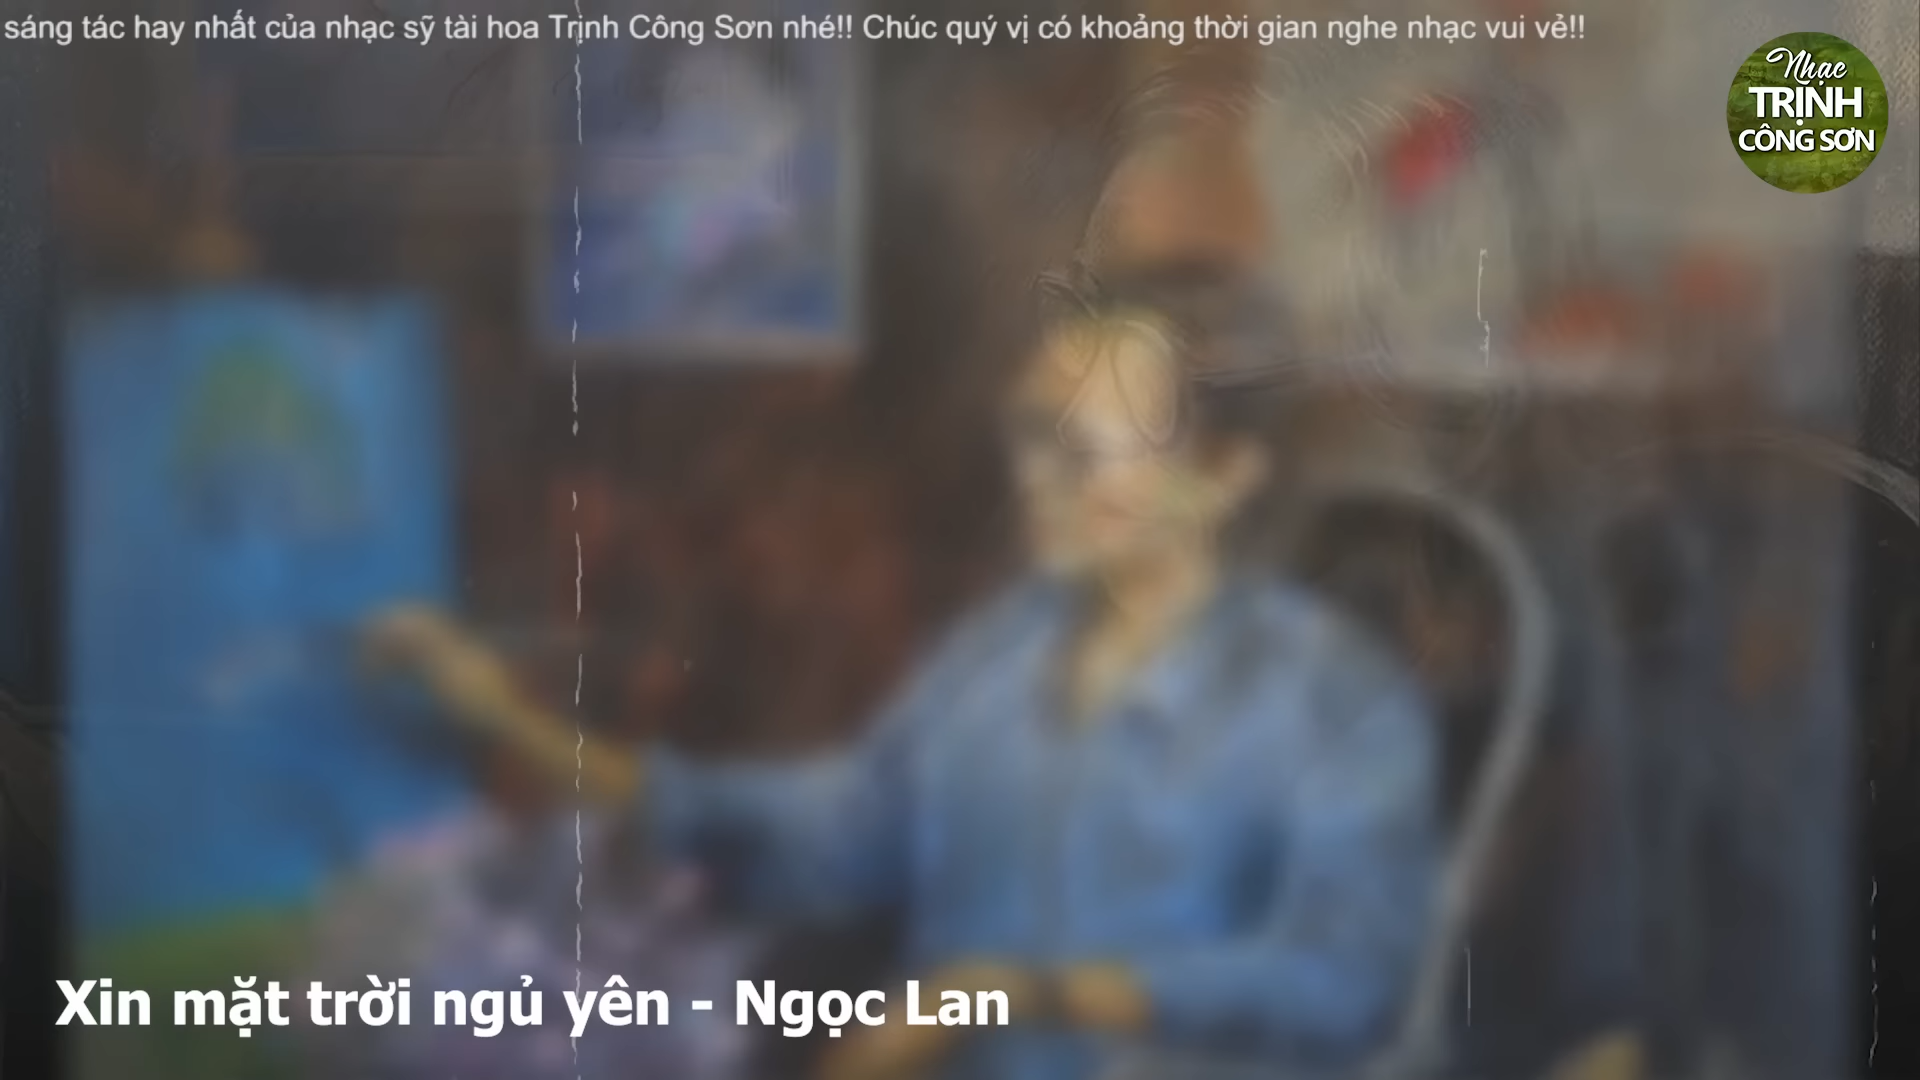 sáng tác hay nhất của nhạc sỹ tài hoa Trịnh Công Sơn nhé!! Chúc quý vị có khoảng thời gian nghe nhạc vui vẻ!!
Nhạc
TRỊNH
CÔNG SƠN
Xin mặt trời ngủ yên - Ngọc Lan